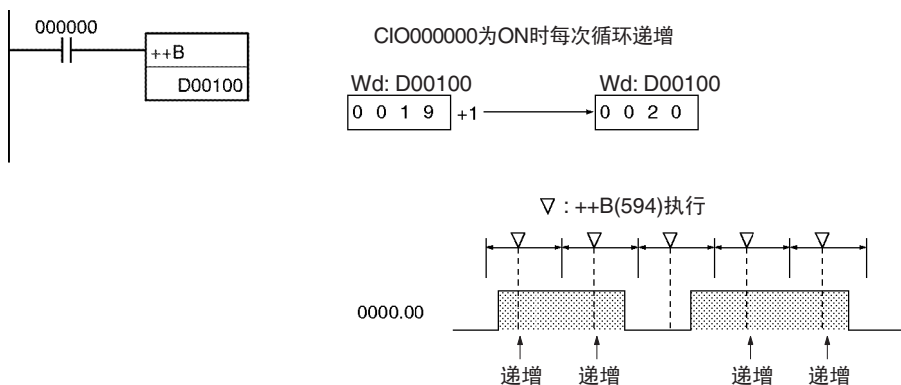 000000
++B
D00100
CIO000000为ON时每次循环递增
Wd: D00100 Wd: D00100
0 0 1 9 +1 0 0 2 0
▽ : ++B(594)执行
0000.00
递增 递增 递增 递增